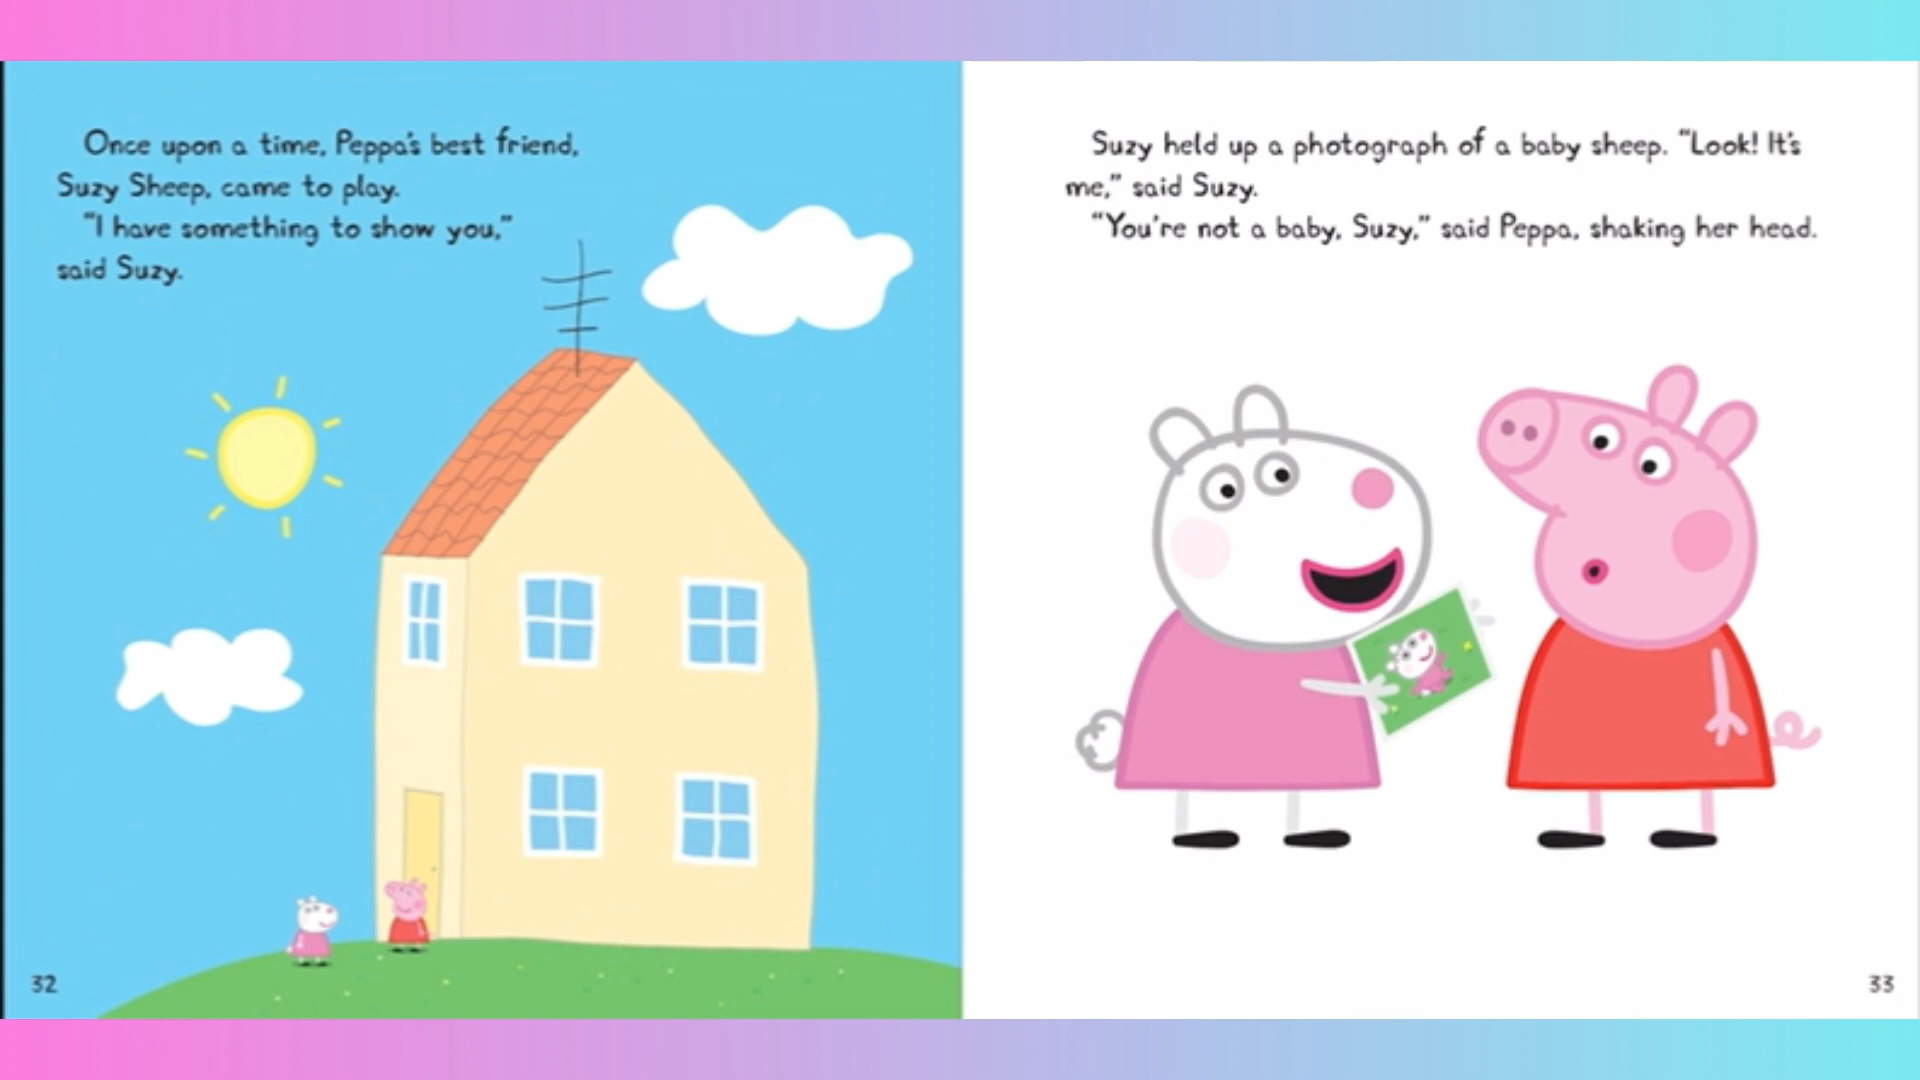 Once upon a time, Peppa's best friend,
Suzy Sheep, came to play.
"I have something to show you,"
said Suzy.
32
Suzy held up a photograph of a baby sheep. "Look! It's
me," said Suzy.
"You're not a baby, Suzy," said Peppa, shaking her head.
33